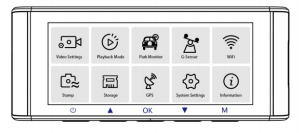 Video Settings
Playback Mode
Park Monitor
G-Sensor
WiFi
Stamp
Storage
GPS
System Settings
Information
OK
M